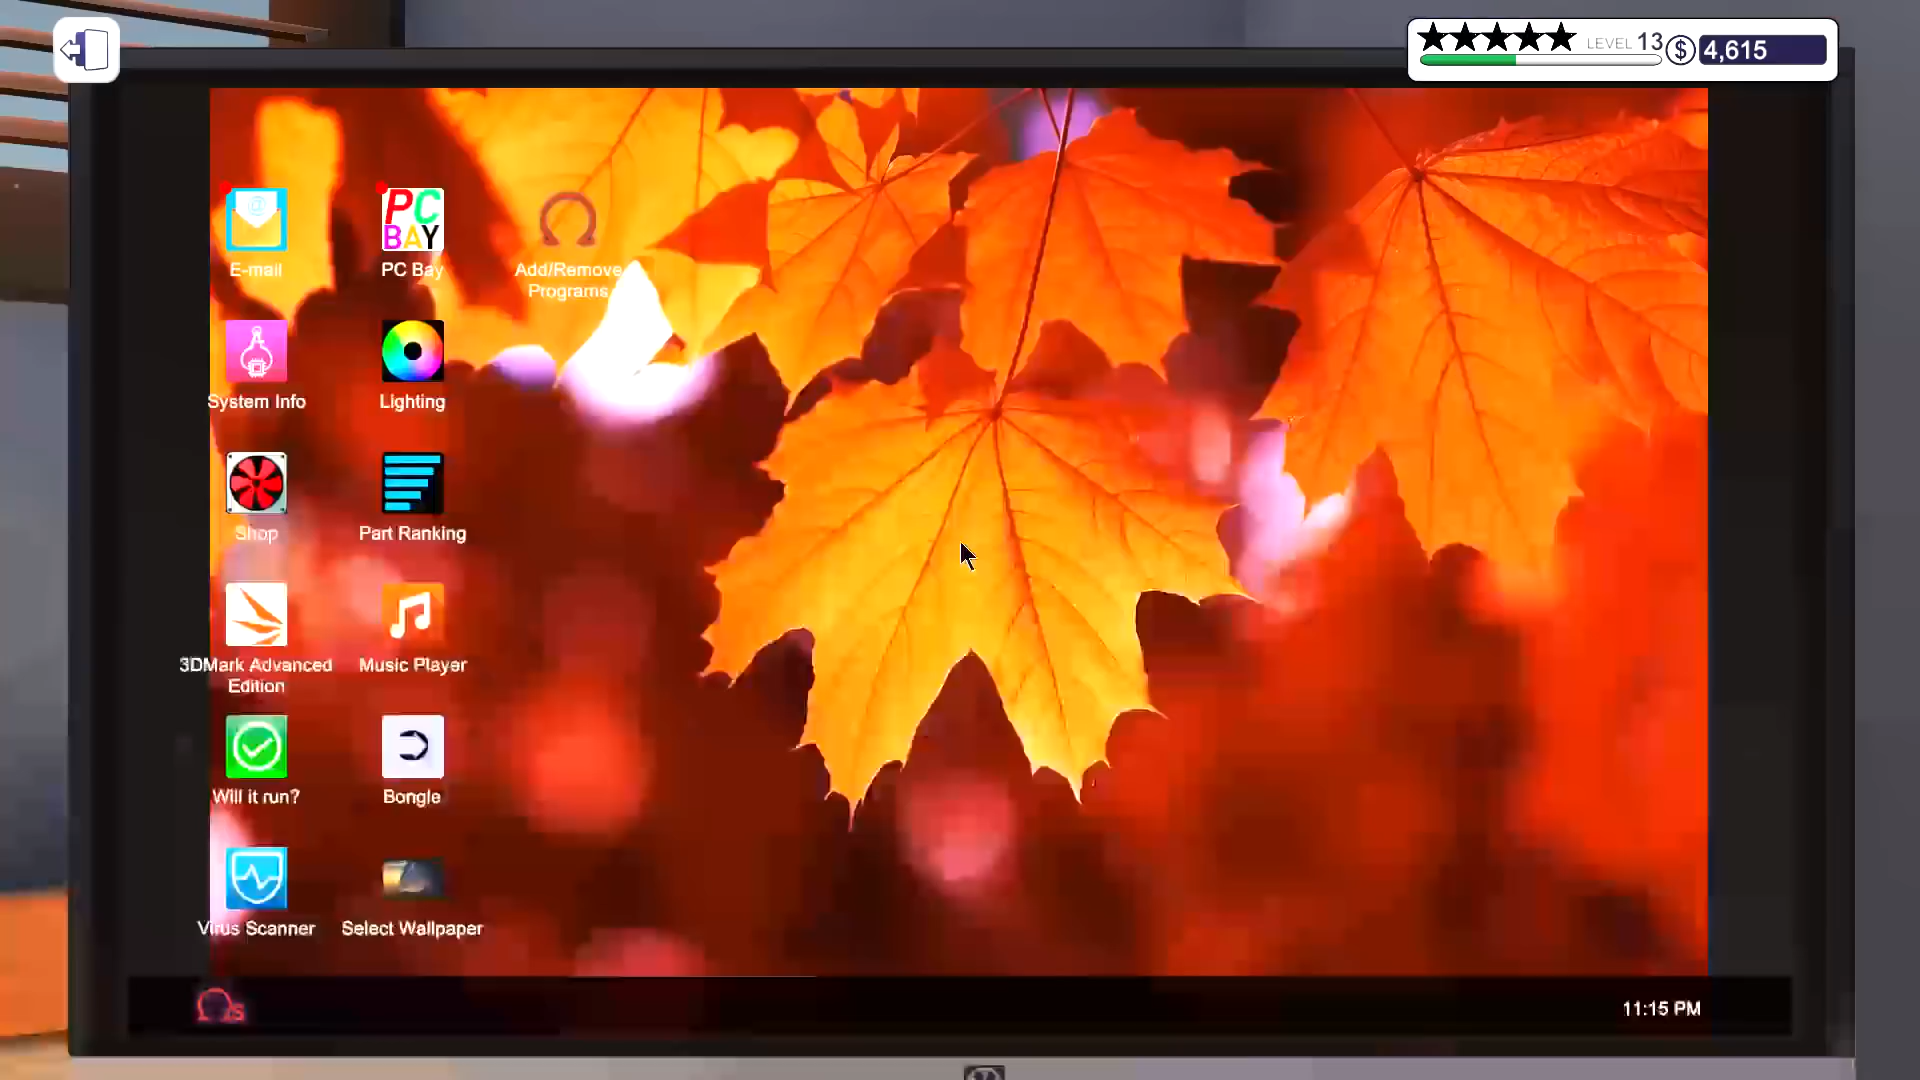 ★★★★★ LEVEL 13 $ 4,615
PC
BAY
E-mail
PC Bay
Add/Remove
Programs
System Info
Lighting
Shop
Part Ranking
3DMark Advanced
Edition
Music Player
Will it run?
Bongle
Virus Scanner
Select Wallpaper
Ωs
11:15 PM